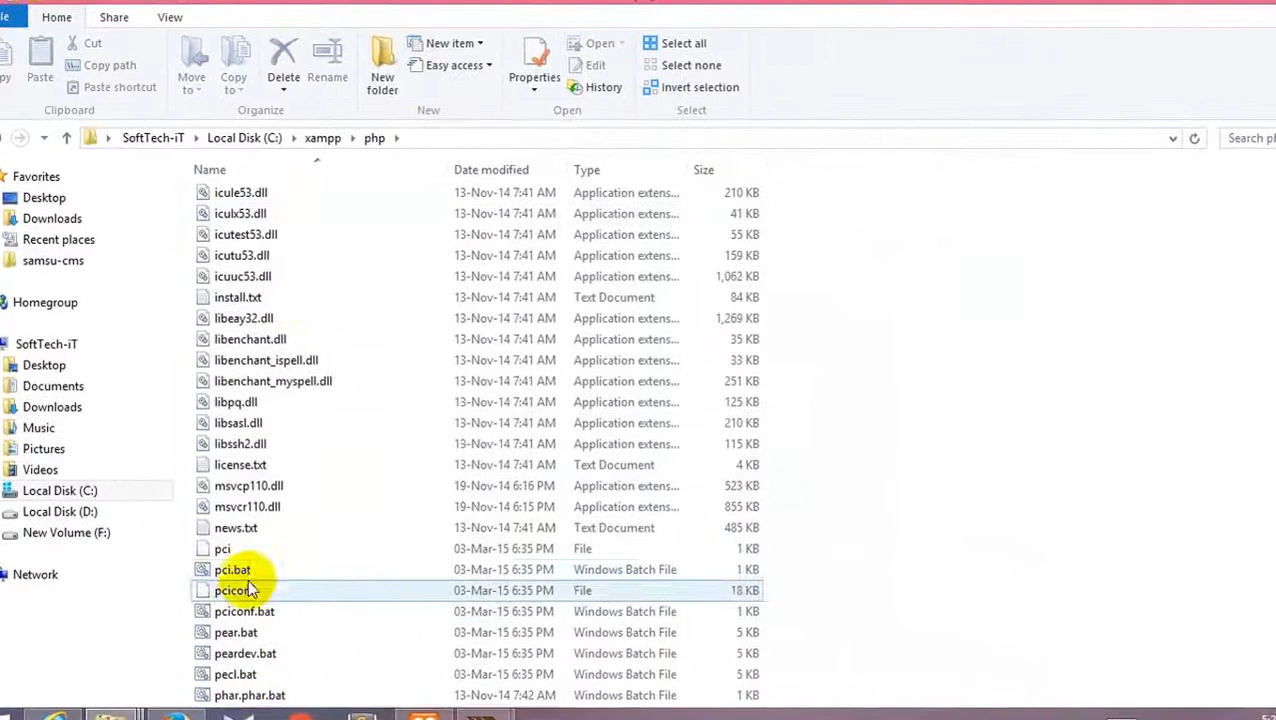 Home Share View
Cut
Copy path
Paste shortcut
Paste
Move to
Copy to
Delete
Rename
New folder
New item
Easy access
Properties
Open
Edit
History
Select all
Select none
Invert selection
Clipboard Organize New Open Select
SoftTech-iT Local Disk (C:) xampp php
Name Date modified Type Size
Favorites
Desktop
Downloads
Recent places
samsu-cms
Homegroup
SoftTech-iT
Desktop
Documents
Downloads
Music
Pictures
Videos
Local Disk (C:)
Local Disk (D:)
New Volume (F:)
Network
icule53.dll 13-Nov-14 7:41 AM Application extens... 210 KB
iculx53.dll 13-Nov-14 7:41 AM Application extens... 41 KB
icutest53.dll 13-Nov-14 7:41 AM Application extens... 55 KB
icutu53.dll 13-Nov-14 7:41 AM Application extens... 159 KB
icuuc53.dll 13-Nov-14 7:41 AM Application extens... 1,062 KB
install.txt 13-Nov-14 7:41 AM Text Document 84 KB
libeay32.dll 13-Nov-14 7:41 AM Application extens... 1,269 KB
libenchant.dll 13-Nov-14 7:41 AM Application extens... 35 KB
libenchant_ispell.dll 13-Nov-14 7:41 AM Application extens... 33 KB
libenchant_myspell.dll 13-Nov-14 7:41 AM Application extens... 251 KB
libpq.dll 13-Nov-14 7:41 AM Application extens... 125 KB
libsasl.dll 13-Nov-14 7:41 AM Application extens... 210 KB
libssh2.dll 13-Nov-14 7:41 AM Application extens... 115 KB
license.txt 13-Nov-14 7:41 AM Text Document 4 KB
msvcp110.dll 19-Nov-14 6:16 PM Application extens... 523 KB
msvcr110.dll 19-Nov-14 6:15 PM Application extens... 855 KB
news.txt 13-Nov-14 7:41 AM Text Document 485 KB
pci 03-Mar-15 6:35 PM File 1 KB
pci.bat 03-Mar-15 6:35 PM Windows Batch File 1 KB
03-Mar-15 6:35 PM File 18 KB
pciconf.bat 03-Mar-15 6:35 PM Windows Batch File 1 KB
pear.bat 03-Mar-15 6:35 PM Windows Batch File 5 KB
peardev.bat 03-Mar-15 6:35 PM Windows Batch File 5 KB
pecl.bat 03-Mar-15 6:35 PM Windows Batch File 5 KB
phar.phar.bat 13-Nov-14 7:42 AM Windows Batch File 1 KB